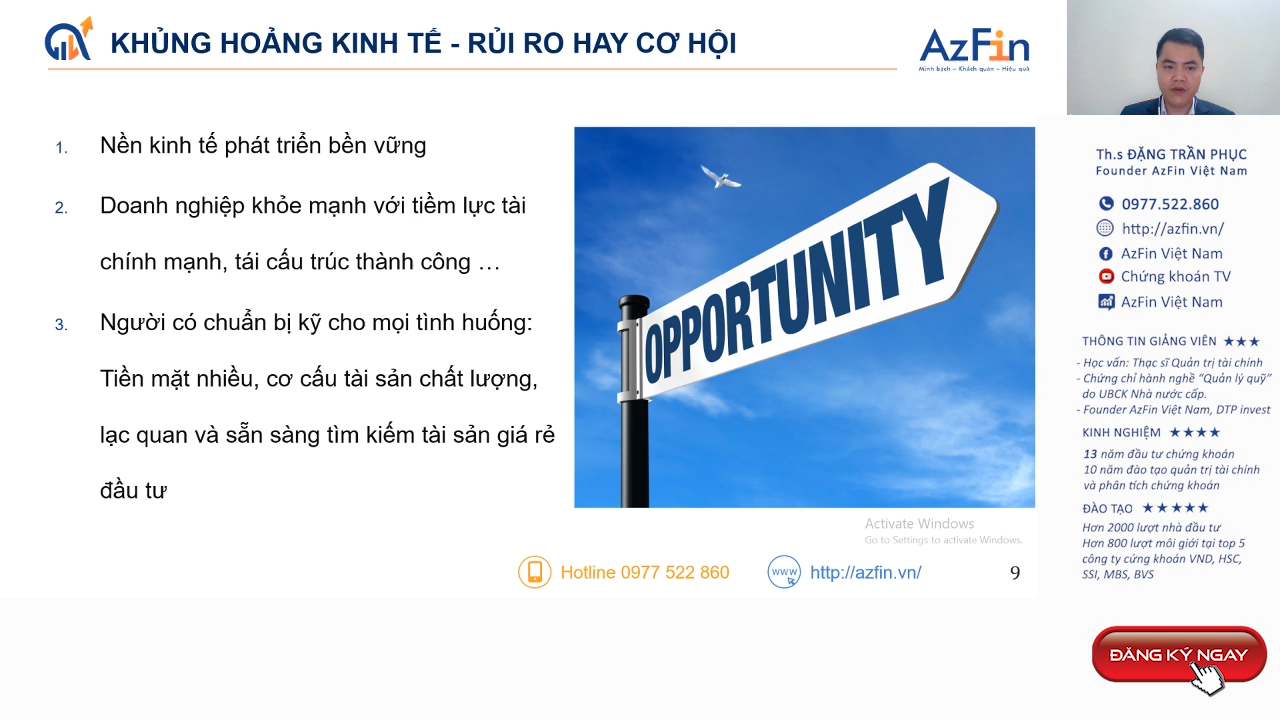 KHỦNG HOẢNG KINH TẾ - RỦI RO HAY CƠ HỘI
AzFin
Minh bạch – Khách quan – Hiệu quả
1. Nền kinh tế phát triển bền vững
2. Doanh nghiệp khỏe mạnh với tiềm lực tài
chính mạnh, tái cấu trúc thành công …
3. Người có chuẩn bị kỹ cho mọi tình huống:
Tiền mặt nhiều, cơ cấu tài sản chất lượng,
lạc quan và sẵn sàng tìm kiếm tài sản giá rẻ
đầu tư
OPPORTUNITY
Activate Windows
Go to Settings to activate Windows.
Hotline 0977 522 860
www
http://azfin.vn/
9
Th.s ĐẶNG TRẦN PHỤC
Founder AzFin Việt Nam
0977.522.860
http://azfin.vn/
AzFin Việt Nam
Chứng khoán TV
AzFin Việt Nam
THÔNG TIN GIẢNG VIÊN ★★★
- Học vấn: Thạc sĩ Quản trị tài chính
- Chứng chỉ hành nghề “Quản lý quỹ”
do UBCK Nhà nước cấp.
- Founder AzFin Việt Nam, DTP invest
KINH NGHIỆM ★★★★
13 năm đầu tư chứng khoán
10 năm đào tạo quản trị tài chính
và phân tích chứng khoán
ĐÀO TẠO ★★★★★
Hơn 2000 lượt nhà đầu tư
Hơn 800 lượt môi giới tại top 5
công ty cứng khoán VND, HSC,
SSI, MBS, BVS
ĐĂNG KÝ NGAY